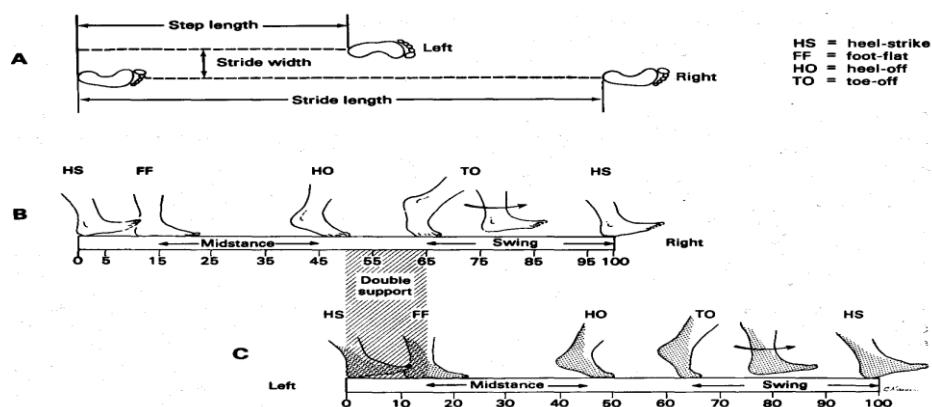 Step length
A
Left
Stride width
Right
Stride length
HS = heel-strike
FF = foot-flat
HO = heel-off
TO = toe-off
HS FF HO TO HS
B
Midstance Swing
Right
0 5 15 25 35 45 55 65 75 85 95 100
Double
support
HS FF HO TO HS
C
Left
Midstance Swing
0 10 20 30 40 50 60 70 80 90 100